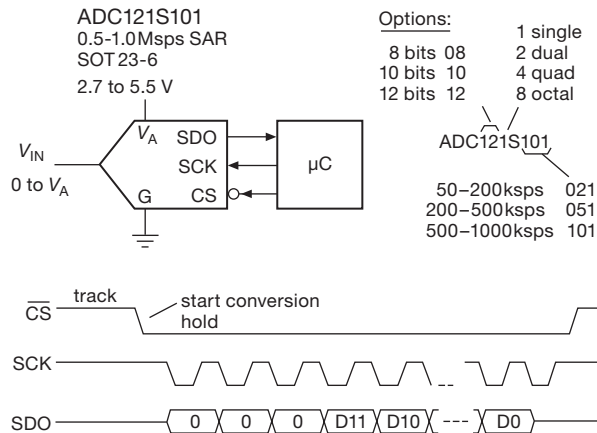 ADC121S101
0.5-1.0Msps SAR
SOT23-6
2.7 to 5.5 V
VIN
0 to VA
VA
SDO
SCK
G
CS
µC
Options:
1 single
8 bits 08
2 dual
10 bits 10
4 quad
12 bits 12
8 octal
ADC121S101
50–200ksps 021
200–500ksps 051
500–1000ksps 101
CS
track
start conversion
hold
SCK
SDO
0 0 0 D11 D10 D0